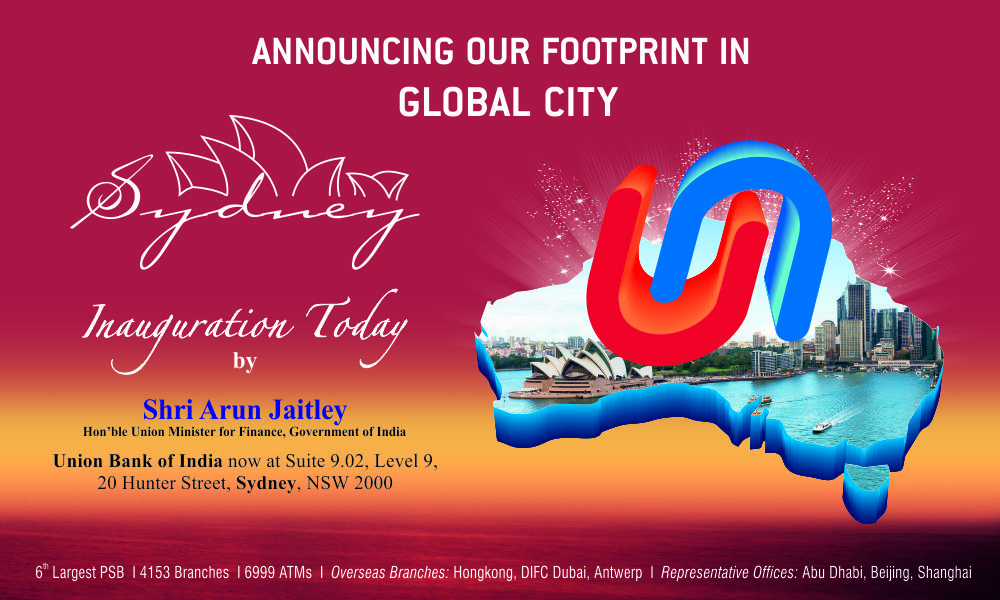 ANNOUNCING OUR FOOTPRINT IN
GLOBAL CITY
Sydney
Inauguration Today
by
Shri Arun Jaitley
Hon'ble Union Minister for Finance, Government of India
Union Bank of India now at Suite 9.02, Level 9,
20 Hunter Street, Sydney, NSW 2000
6th Largest PSB I 4153 Branches I 6999 ATMs I Overseas Branches: Hongkong, DIFC Dubai, Antwerp I Representative Offices: Abu Dhabi, Beijing, Shanghai